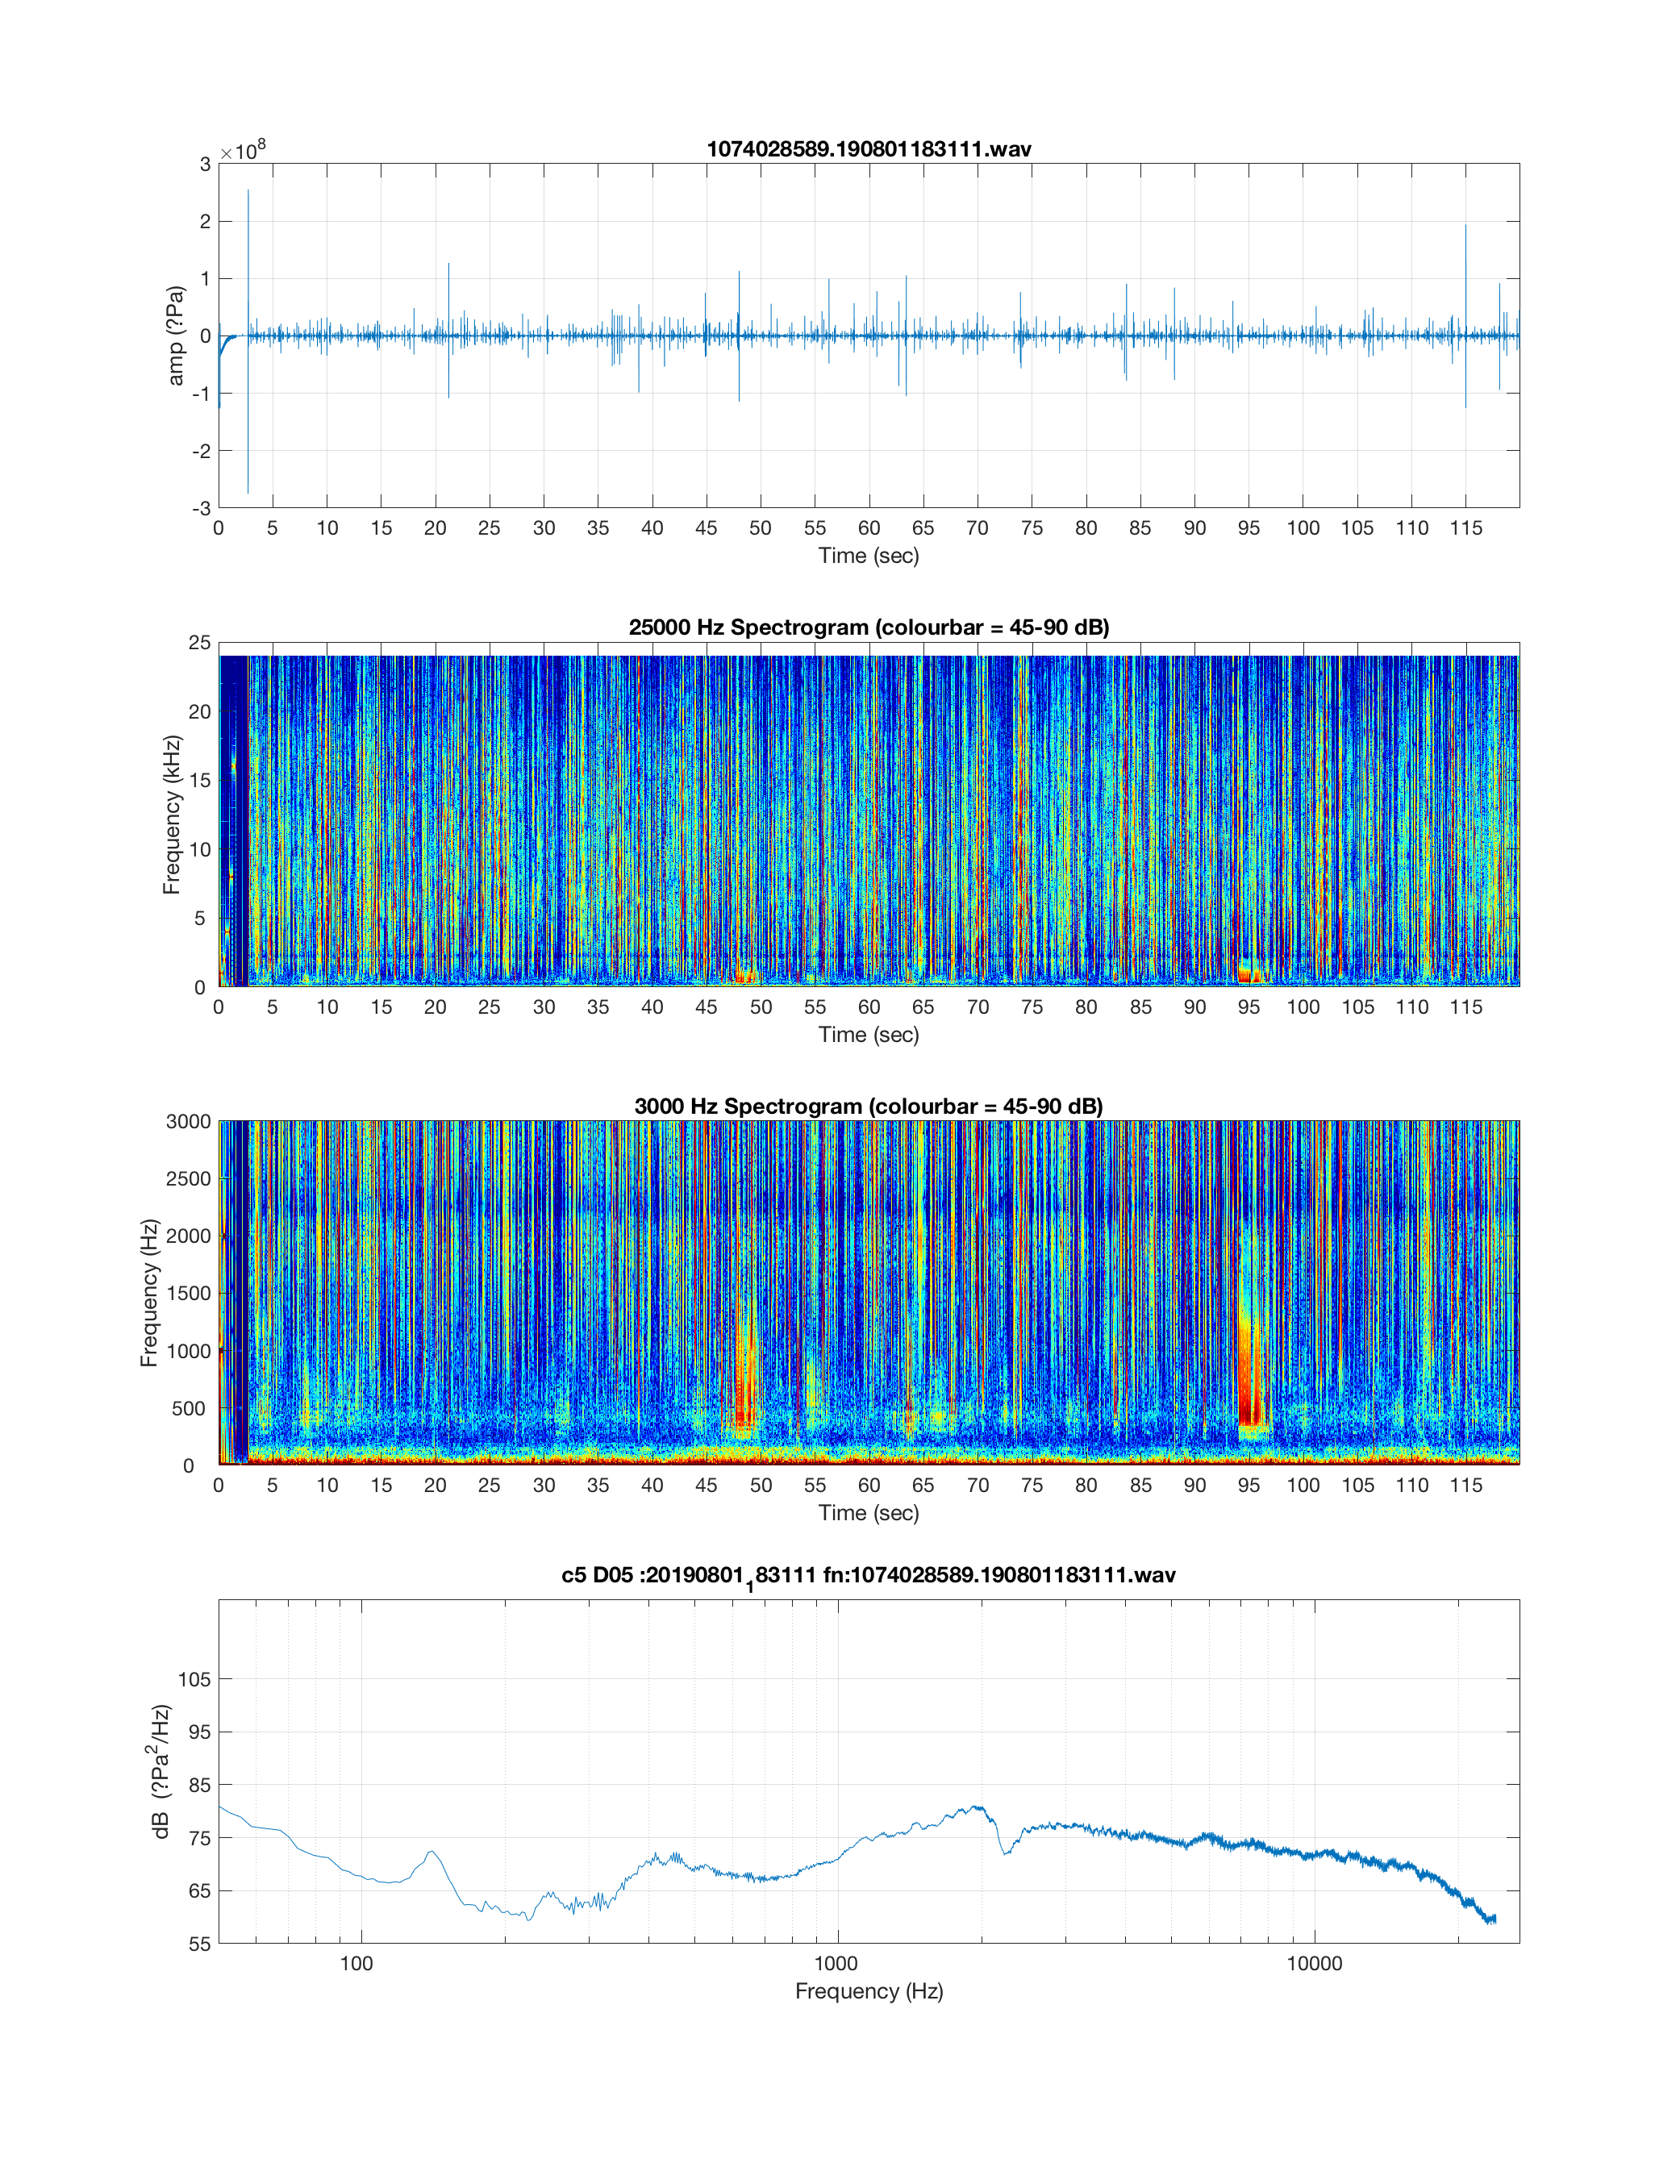 1074028589.190801183111.wav
×10⁸
3
2
1
0
-1
-2
-3
amp (?Pa)
0 5 10 15 20 25 30 35 40 45 50 55 60 65 70 75 80 85 90 95 100 105 110 115
Time (sec)
25000 Hz Spectrogram (colourbar = 45-90 dB)
25
20
15
10
5
0
Frequency (kHz)
0 5 10 15 20 25 30 35 40 45 50 55 60 65 70 75 80 85 90 95 100 105 110 115
Time (sec)
3000 Hz Spectrogram (colourbar = 45-90 dB)
3000
2500
2000
1500
1000
500
0
Frequency (Hz)
0 5 10 15 20 25 30 35 40 45 50 55 60 65 70 75 80 85 90 95 100 105 110 115
Time (sec)
c5 D05 :20190801₁83111 fn:1074028589.190801183111.wav
105
95
85
75
65
55
dB (?Pa²/Hz)
100 1000 10000
Frequency (Hz)